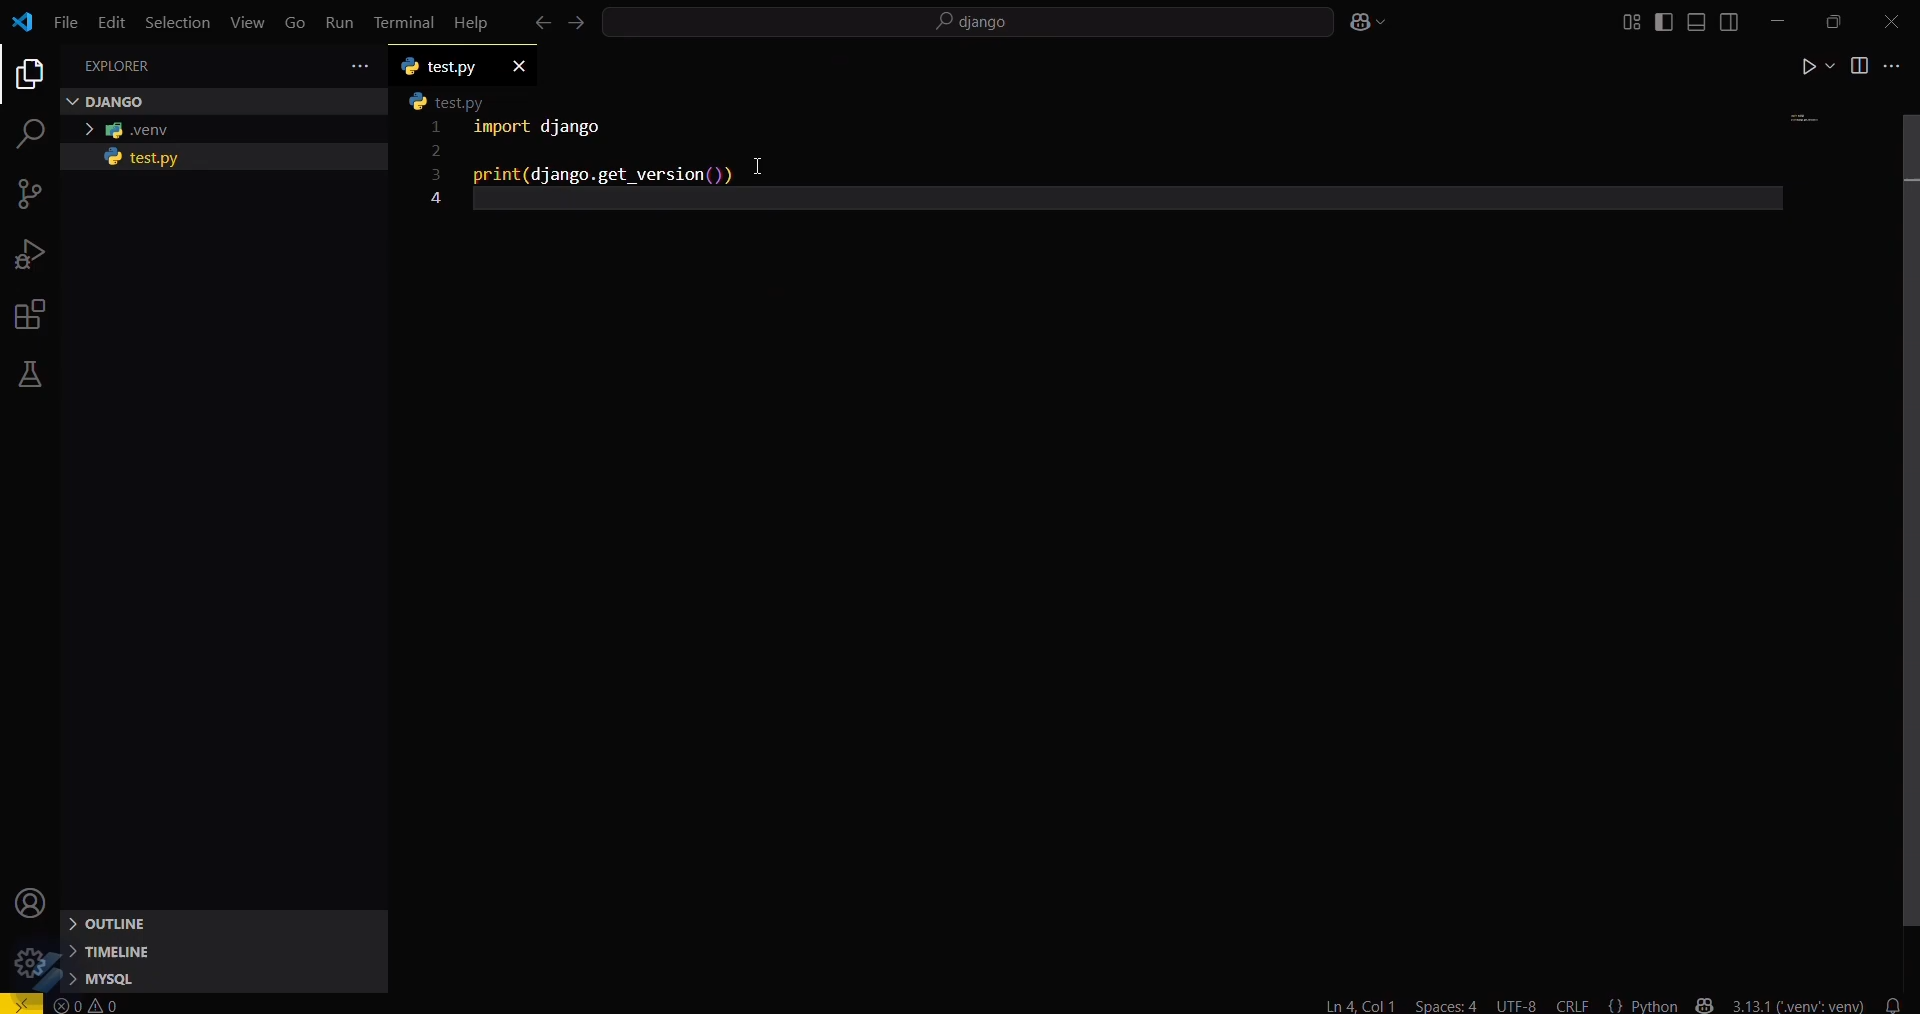 File Edit Selection View Go Run Terminal Help
django
EXPLORER
test.py
DJANGO
.venv
test.py
test.py
1 import django
2
3 print(django.get_version())
4
OUTLINE
TIMELINE
MYSQL
0 0
Ln 4, Col 1 Spaces: 4 UTF-8 CRLF {} Python 3.13.1 ('.venv': venv)